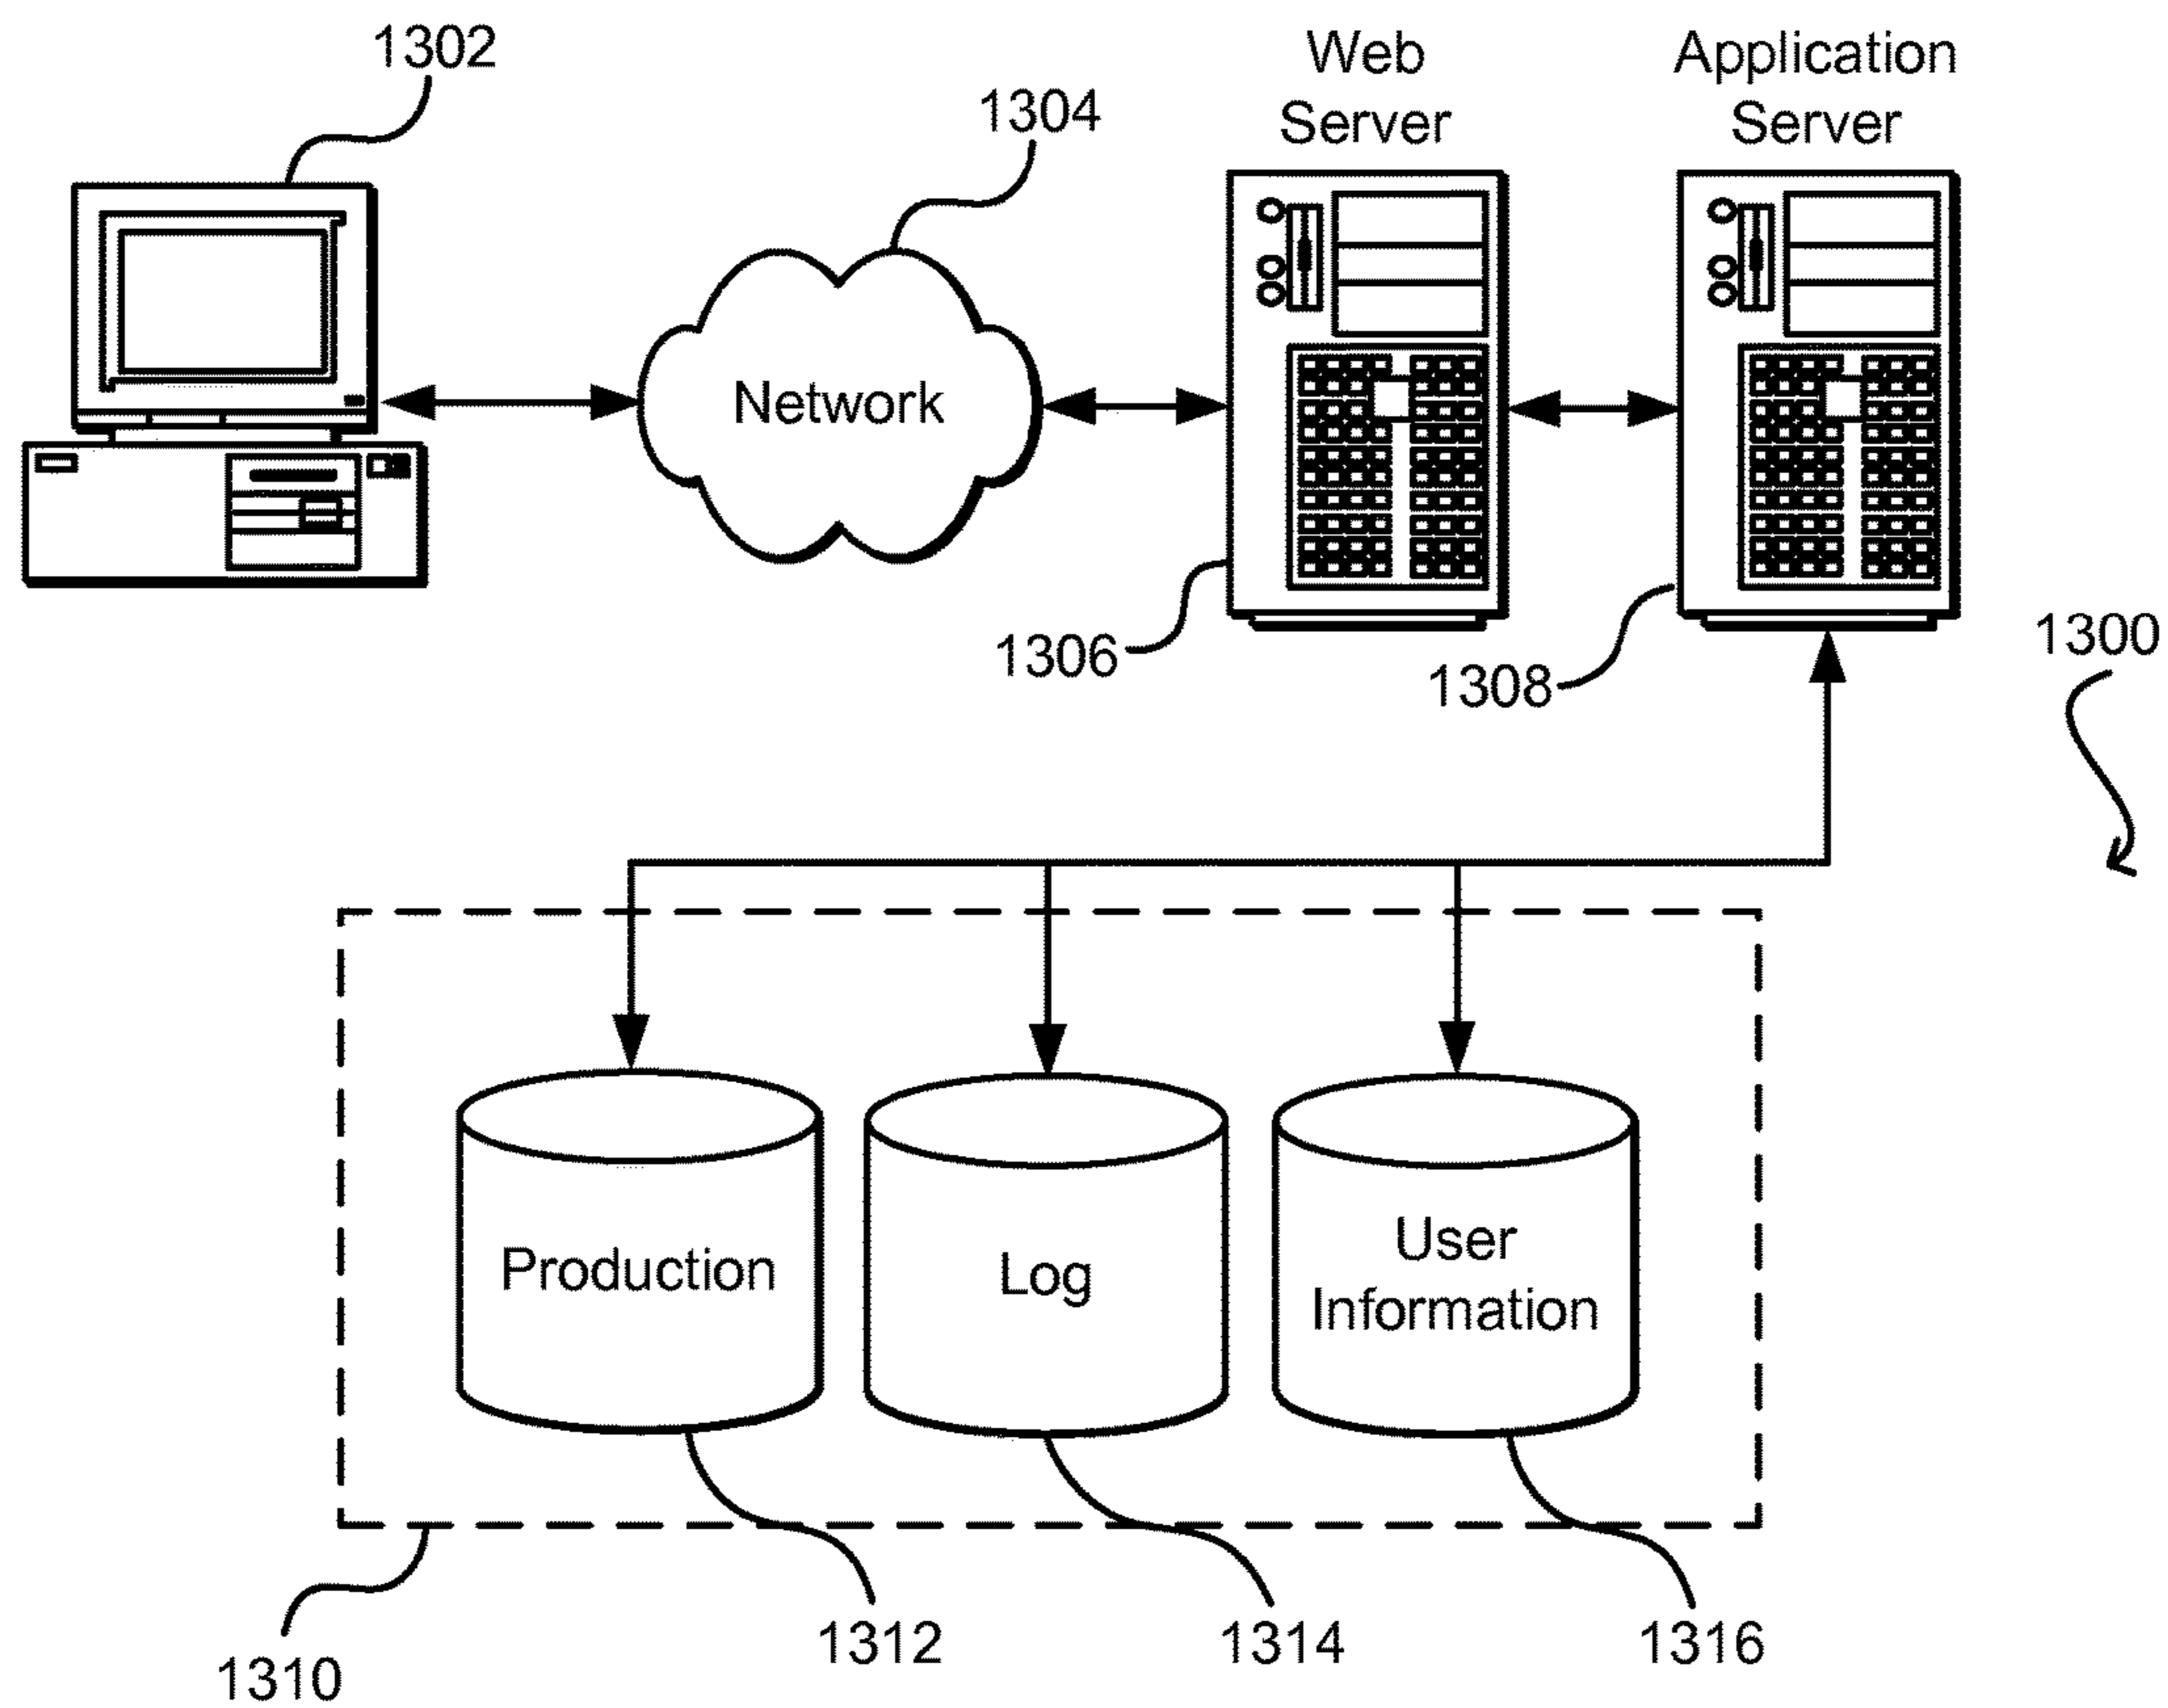 1302
1304
Web
Server
Application
Server
Network
1306
1308
1300
Production
Log
User
Information
1310
1312
1314
1316